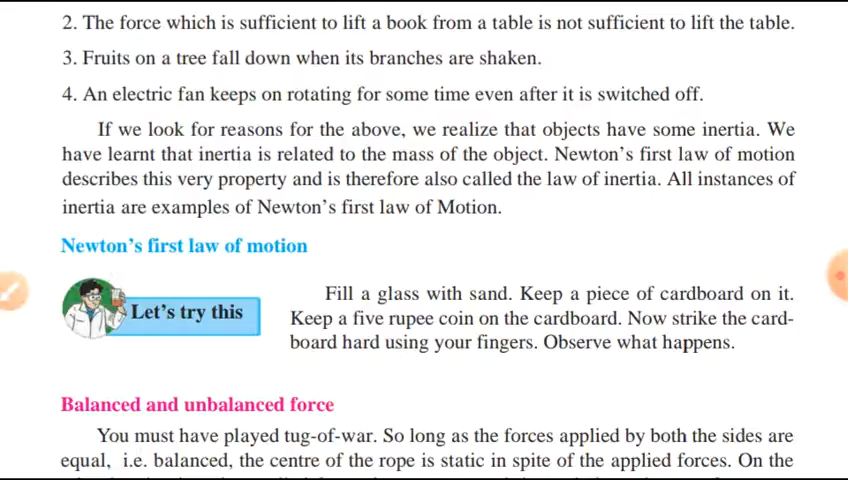 2. The force which is sufficient to lift a book from a table is not sufficient to lift the table.
3. Fruits on a tree fall down when its branches are shaken.
4. An electric fan keeps on rotating for some time even after it is switched off.
If we look for reasons for the above, we realize that objects have some inertia. We
have learnt that inertia is related to the mass of the object. Newton's first law of motion
describes this very property and is therefore also called the law of inertia. All instances of
inertia are examples of Newton's first law of Motion.
Newton's first law of motion
Let's try this
Fill a glass with sand. Keep a piece of cardboard on it.
Keep a five rupee coin on the cardboard. Now strike the card-
board hard using your fingers. Observe what happens.
Balanced and unbalanced force
You must have played tug-of-war. So long as the forces applied by both the sides are
equal, i.e. balanced, the centre of the rope is static in spite of the applied forces. On the